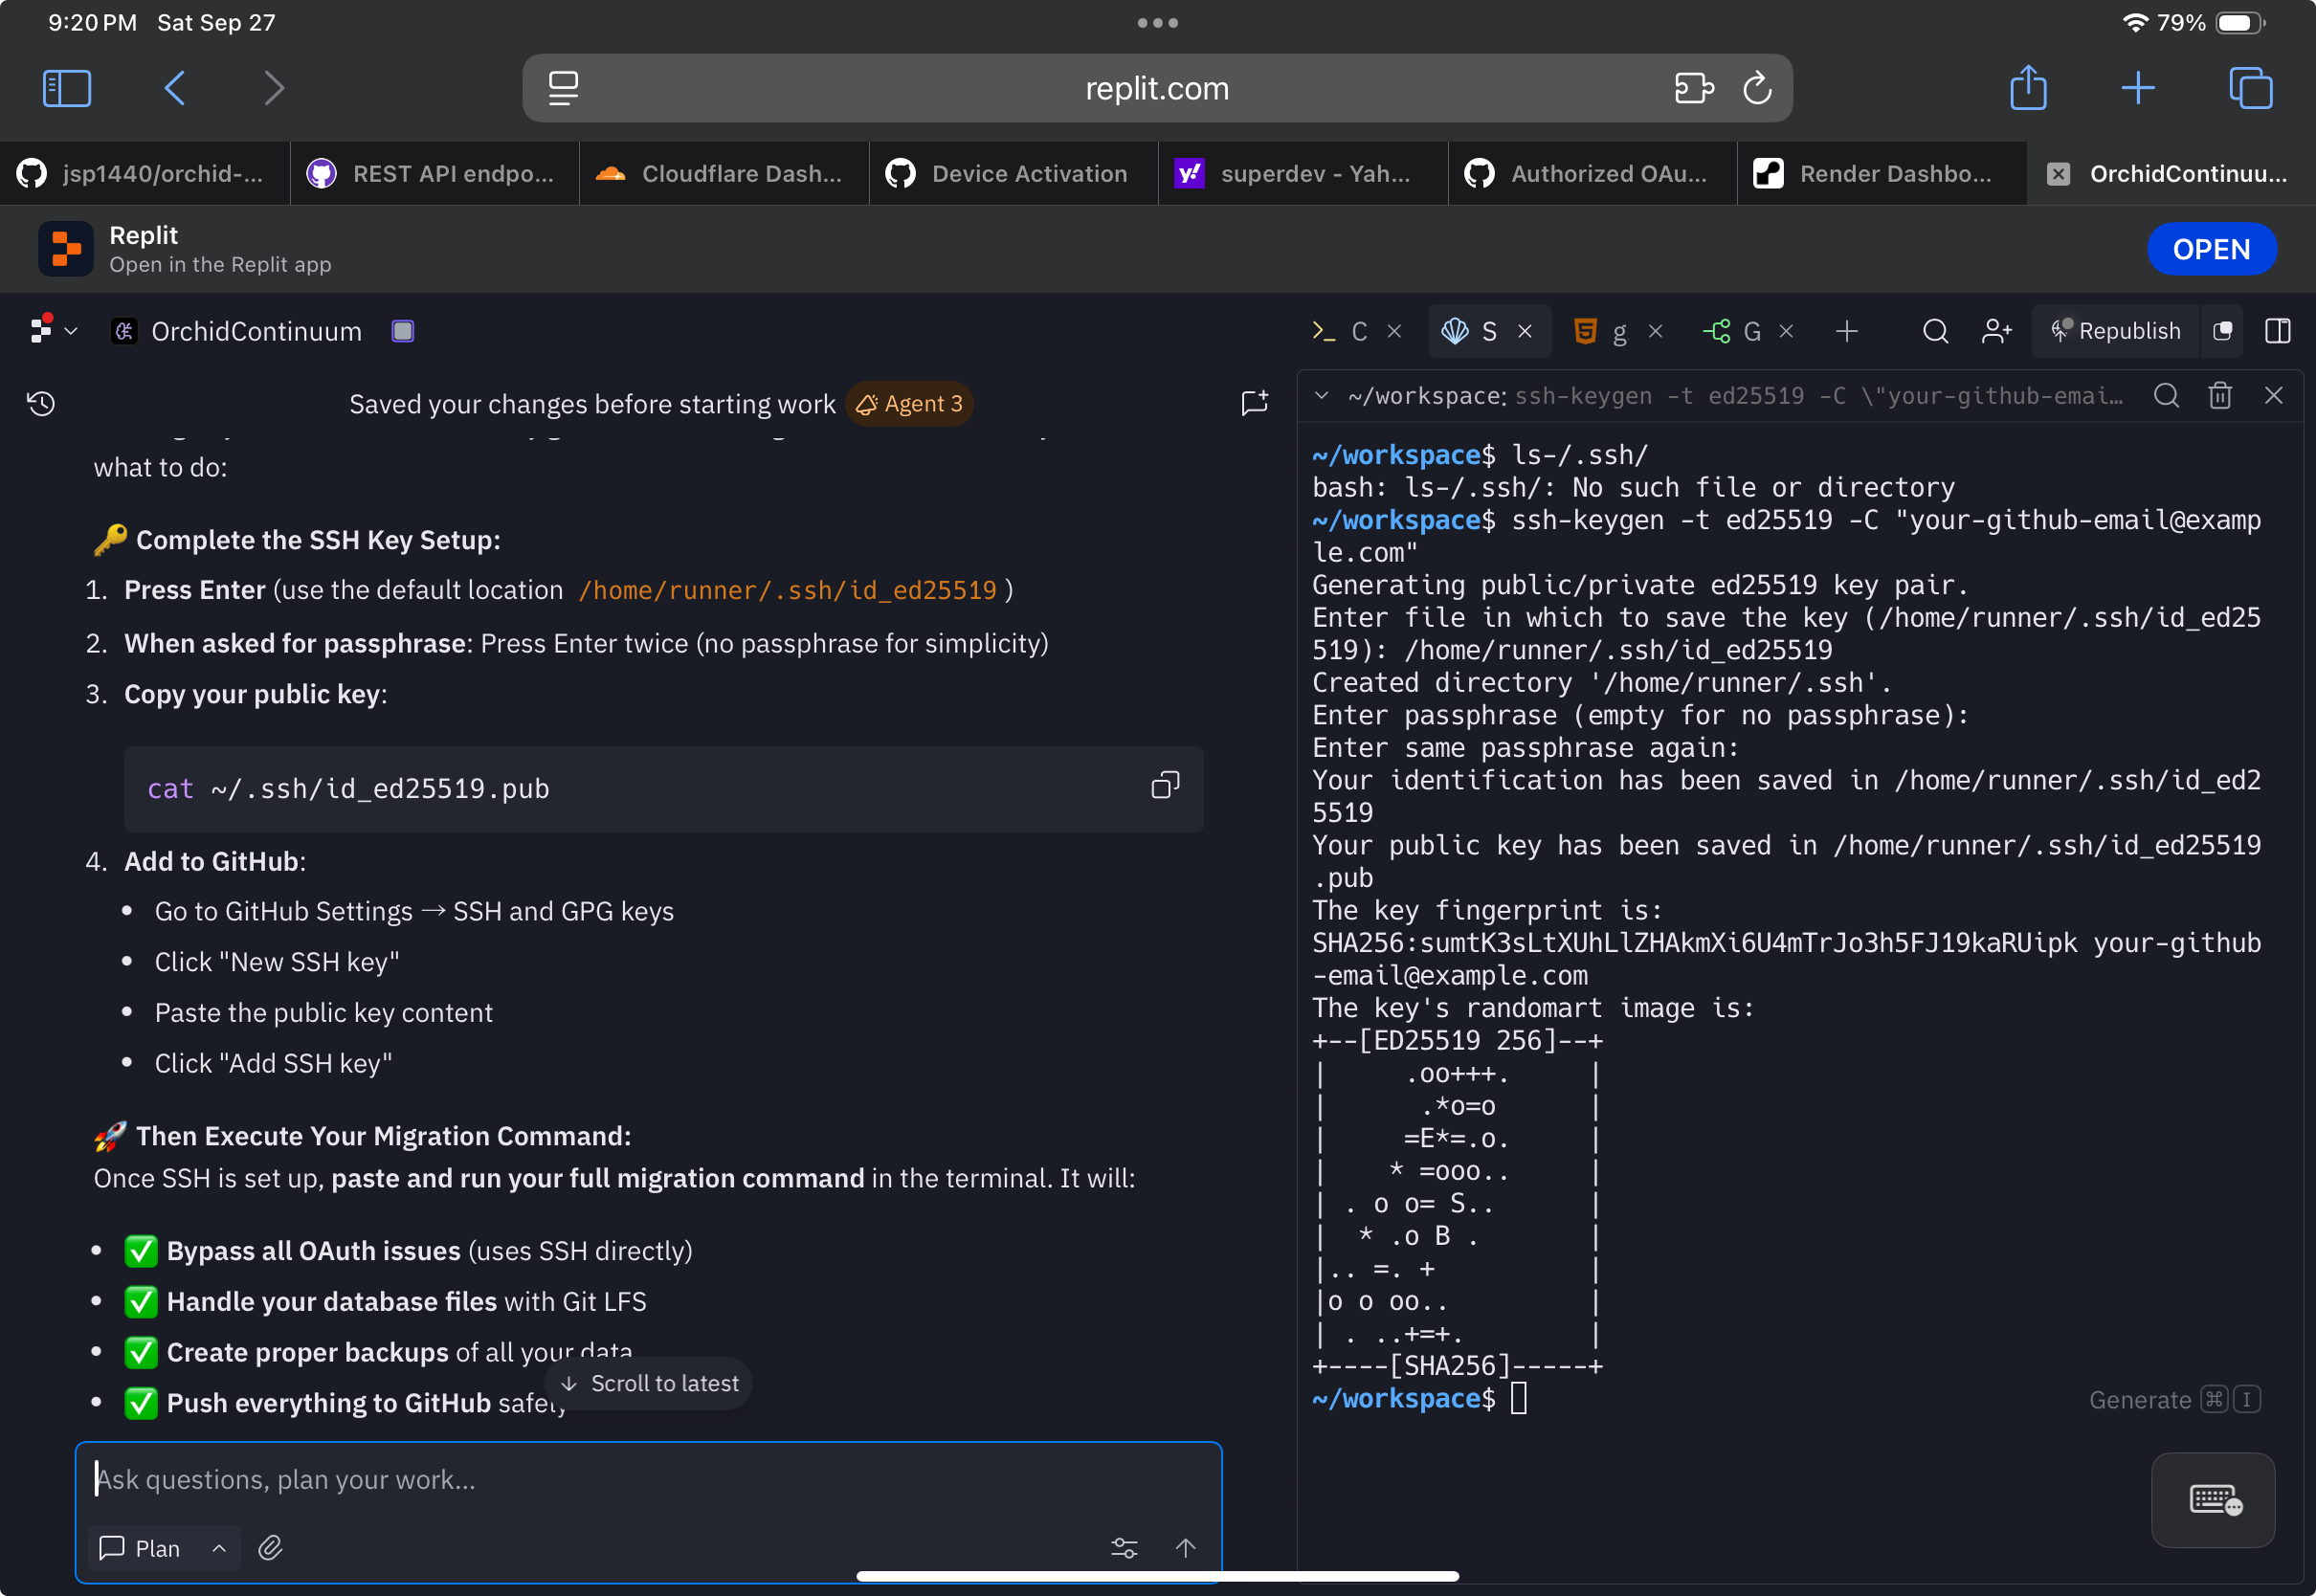 9:20 PM Sat Sep 27
79%
replit.com
jsp1440/orchid-...
REST API endpo...
Cloudflare Dash...
Device Activation
superdev - Yah...
Authorized OAu...
Render Dashbo...
OrchidContinuu...
Replit
Open in the Replit app
OPEN
OrchidContinuum
C
S
g
G
Republish
Saved your changes before starting work Agent 3
what to do:
🔑 Complete the SSH Key Setup:
1. Press Enter (use the default location /home/runner/.ssh/id_ed25519 )
2. When asked for passphrase: Press Enter twice (no passphrase for simplicity)
3. Copy your public key:
cat ~/.ssh/id_ed25519.pub
4. Add to GitHub:
• Go to GitHub Settings → SSH and GPG keys
• Click "New SSH key"
• Paste the public key content
• Click "Add SSH key"
🚀 Then Execute Your Migration Command:
Once SSH is set up, paste and run your full migration command in the terminal. It will:
• ✅ Bypass all OAuth issues (uses SSH directly)
• ✅ Handle your database files with Git LFS
• ✅ Create proper backups of all your data
• ✅ Push everything to GitHub safely
↓ Scroll to latest
Ask questions, plan your work...
Plan
~/workspace: ssh-keygen -t ed25519 -C \"your-github-emai...
~/workspace$ ls-/.ssh/
bash: ls-/.ssh/: No such file or directory
~/workspace$ ssh-keygen -t ed25519 -C "your-github-email@examp
le.com"
Generating public/private ed25519 key pair.
Enter file in which to save the key (/home/runner/.ssh/id_ed25
519): /home/runner/.ssh/id_ed25519
Created directory '/home/runner/.ssh'.
Enter passphrase (empty for no passphrase):
Enter same passphrase again:
Your identification has been saved in /home/runner/.ssh/id_ed2
5519
Your public key has been saved in /home/runner/.ssh/id_ed25519
.pub
The key fingerprint is:
SHA256:sumtK3sLtXUhLlZHAkmXi6U4mTrJo3h5FJ19kaRUipk your-github
-email@example.com
The key's randomart image is:
+--[ED25519 256]--+
|     .oo+++.     |
|      .*o=o      |
|     =E*=.o.     |
|    * =ooo..     |
| . o o= S..      |
|  * .o B .       |
|.. =. +          |
|o o oo..         |
| . ..+=+.        |
+----[SHA256]-----+
~/workspace$
Generate ⌘ I